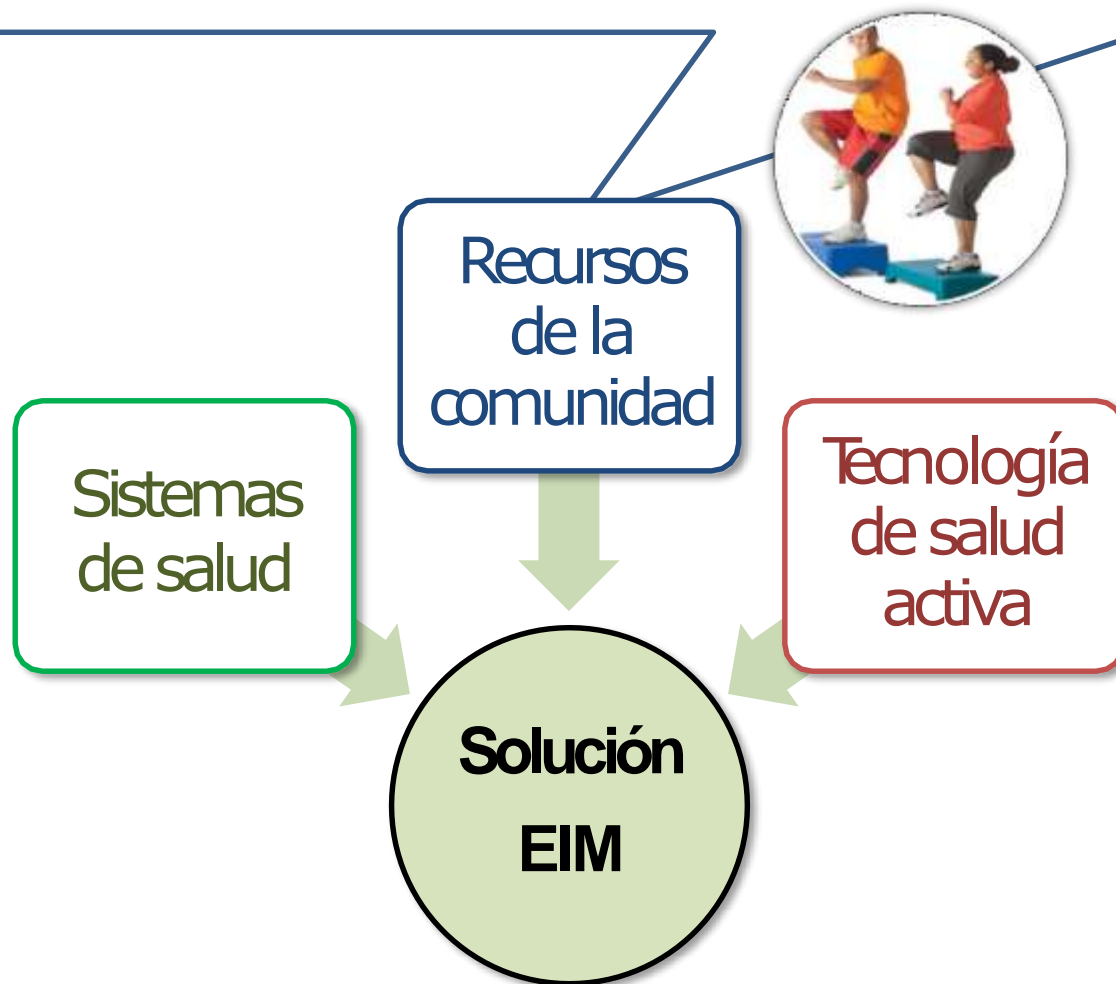 Recursos
de la
comunidad
Sistemas
de salud
Tecnología
de salud
activa
Solución
EIM